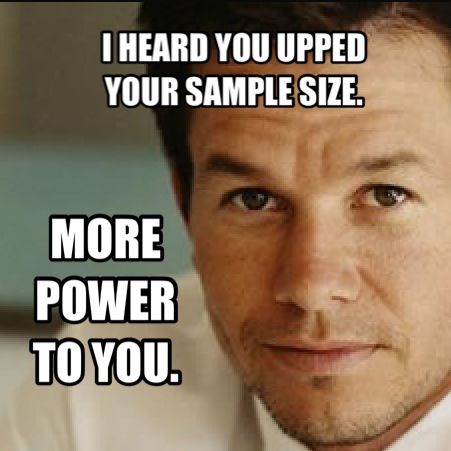 I HEARD YOU UPPED
YOUR SAMPLE SIZE.
MORE
POWER
TO YOU.